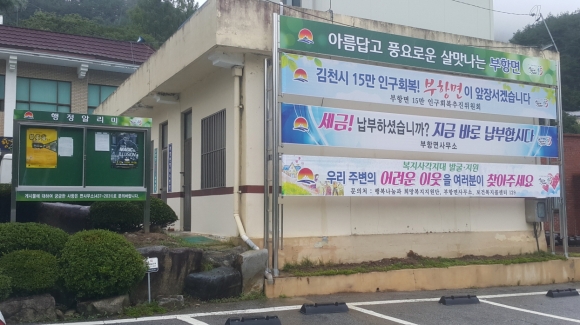 행정알리미
아름답고 풍요로운 살맛나는 부항면
김천시 15만 인구회복! 부항면이 앞장서겠습니다
부항면 15만 인구회복추진위원회
세금! 납부하셨습니까? 지금 바로 납부합시다
부항면사무소
복지사각지대 발굴·지원
우리 주변의 어려운 이웃을 여러분이 찾아주세요